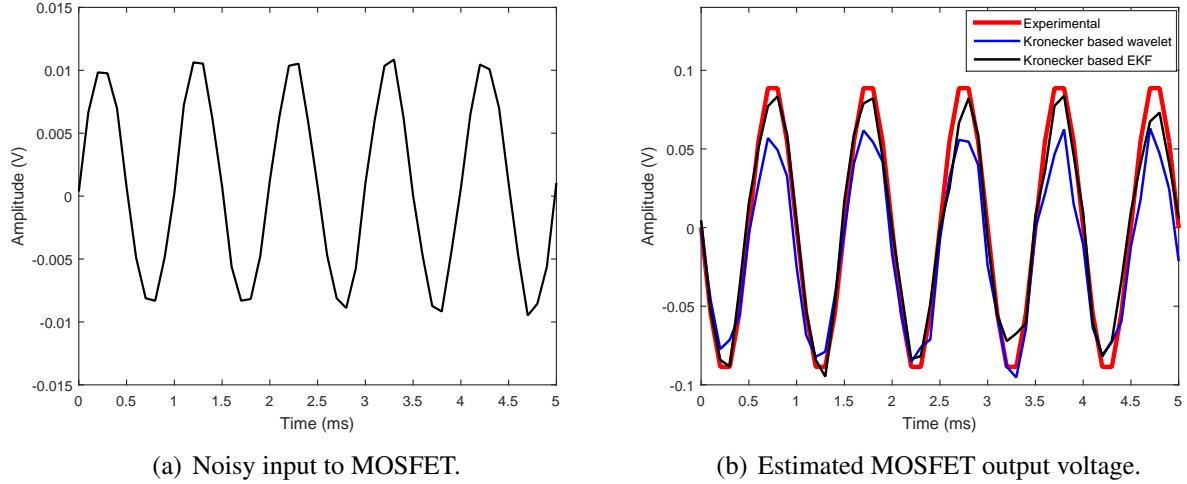 0.015
0.01
0.005
0
-0.005
-0.01
-0.015
Amplitude (V)
0 0.5 1 1.5 2 2.5 3 3.5 4 4.5 5
Time (ms)
(a) Noisy input to MOSFET.
Experimental
Kronecker based wavelet
Kronecker based EKF
0.1
0.05
0
-0.05
-0.1
Amplitude (V)
0 0.5 1 1.5 2 2.5 3 3.5 4 4.5 5
Time (ms)
(b) Estimated MOSFET output voltage.